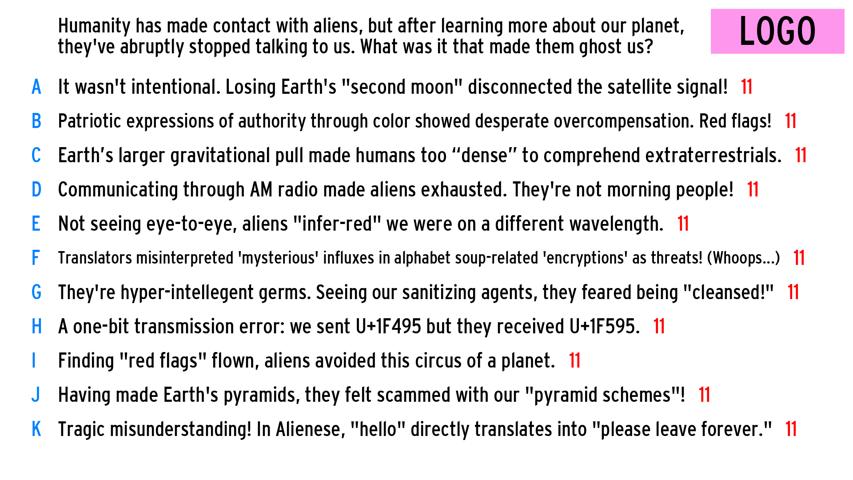 Humanity has made contact with aliens, but after learning more about our planet,
they've abruptly stopped talking to us. What was it that made them ghost us?
LOGO
A It wasn't intentional. Losing Earth's "second moon" disconnected the satellite signal! 11
B Patriotic expressions of authority through color showed desperate overcompensation. Red flags! 11
C Earth’s larger gravitational pull made humans too “dense” to comprehend extraterrestrials. 11
D Communicating through AM radio made aliens exhausted. They're not morning people! 11
E Not seeing eye-to-eye, aliens "infer-red" we were on a different wavelength. 11
F Translators misinterpreted 'mysterious' influxes in alphabet soup-related 'encryptions' as threats! (Whoops...) 11
G They're hyper-intellegent germs. Seeing our sanitizing agents, they feared being "cleansed!" 11
H A one-bit transmission error: we sent U+1F495 but they received U+1F595. 11
I Finding "red flags" flown, aliens avoided this circus of a planet. 11
J Having made Earth's pyramids, they felt scammed with our "pyramid schemes"! 11
K Tragic misunderstanding! In Alienese, "hello" directly translates into "please leave forever." 11